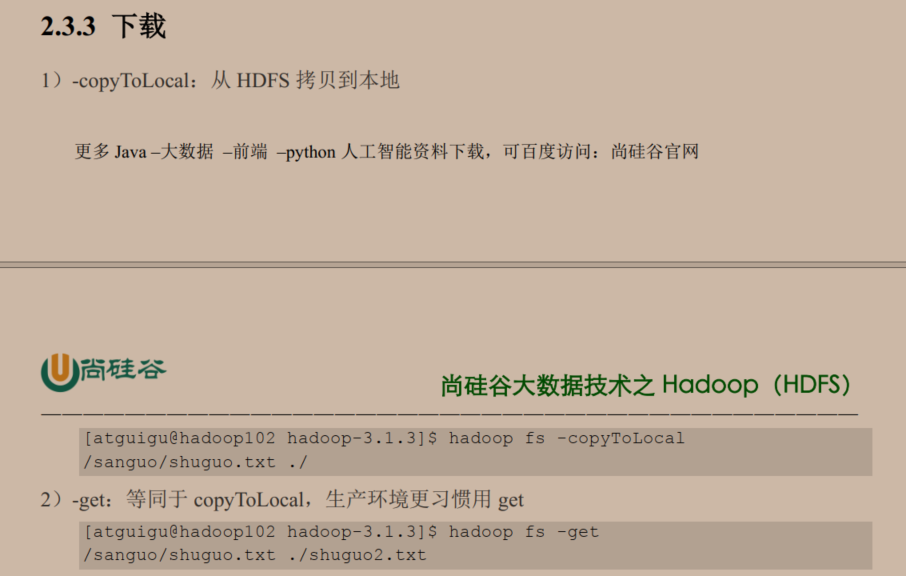 2.3.3 下载
1）-copyToLocal：从 HDFS 拷贝到本地
更多 Java –大数据 –前端 –python 人工智能资料下载，可百度访问：尚硅谷官网
尚硅谷
尚硅谷大数据技术之 Hadoop（HDFS）
[atguigu@hadoop102 hadoop-3.1.3]$ hadoop fs -copyToLocal
/sanguo/shuguo.txt ./
2）-get：等同于 copyToLocal，生产环境更习惯用 get
[atguigu@hadoop102 hadoop-3.1.3]$ hadoop fs -get
/sanguo/shuguo.txt ./shuguo2.txt